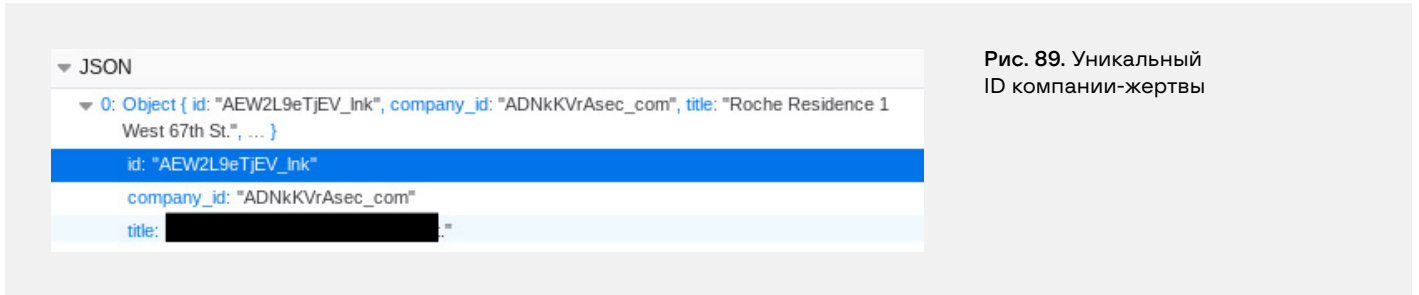 JSON
0: Object { id: "AEW2L9eTjEV_lnk", company_id: "ADNkKVrAsec_com", title: "Roche Residence 1
West 67th St.", … }
id: "AEW2L9eTjEV_lnk"
company_id: "ADNkKVrAsec_com"
title: ."
Рис. 89. Уникальный
ID компании-жертвы